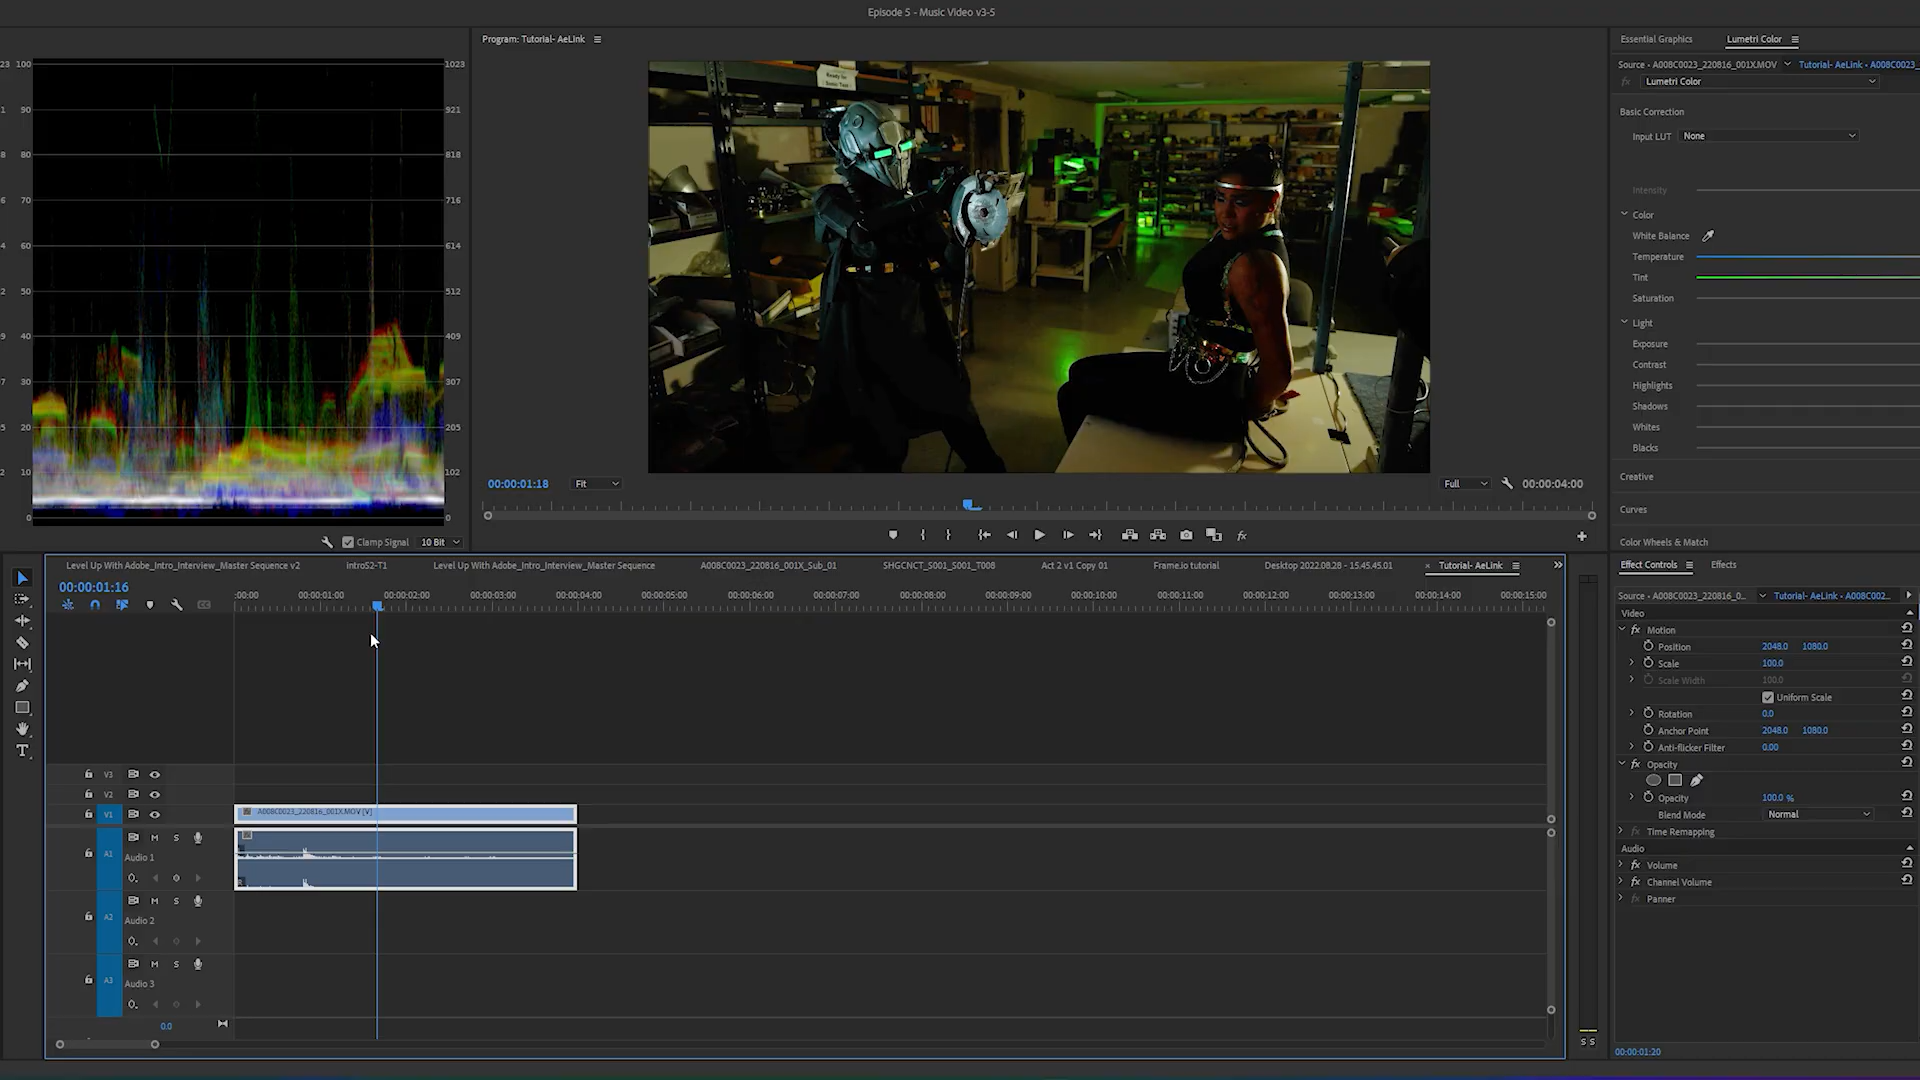 Episode 5 - Music Video v3-5
Program: Tutorial- AeLink
Essential Graphics
Lumetri Color
Source • A008C0023_220816_001X.MOV
Tutorial- AeLink • A008C0023_
fx Lumetri Color
Basic Correction
Input LUT None
Intensity
Color
White Balance
Temperature
Tint
Saturation
Light
Exposure
Contrast
Highlights
Shadows
Whites
Blacks
Creative
Curves
Color Wheels & Match
23 100 1023
90 921
80 818
70 716
60 614
50 512
40 409
30 307
20 205
10 102
0 0
Clamp Signal 10 Bit
Ready for
00:00:01:18 Fit Full 00:00:04:00
fx
Level Up With Adobe_Intro_Interview_Master Sequence v2
IntroS2-T1
Level Up With Adobe_Intro_Interview_Master Sequence
A008C0023_220816_001X_Sub_01
SHGCNCT_S001_S001_T008
Act 2 v1 Copy 01
Frame.io tutorial
Desktop 2022.08.28 - 15.45.45.01
× Tutorial- AeLink
00:00:01:16
:00:00 00:00:01:00 00:00:02:00 00:00:03:00 00:00:04:00 00:00:05:00 00:00:06:00 00:00:07:00 00:00:08:00 00:00:09:00 00:00:10:00 00:00:11:00 00:00:12:00 00:00:13:00 00:00:14:00 00:00:15:00
V3
V2
V1
A008C0023_220816_001X.MOV [V]
A1 M S
Audio 1
A2 M S
Audio 2
A3 M S
Audio 3
0.0
S S
Effect Controls
Effects
Source • A008C0023_220816_0...
Tutorial- AeLink • A008C002...
Video
fx Motion
Position 2048.0 1080.0
Scale 100.0
Scale Width 100.0
Uniform Scale
Rotation 0.0
Anchor Point 2048.0 1080.0
Anti-flicker Filter 0.00
fx Opacity
Opacity 100.0 %
Blend Mode Normal
Time Remapping
Audio
fx Volume
fx Channel Volume
fx Panner
00:00:01:20